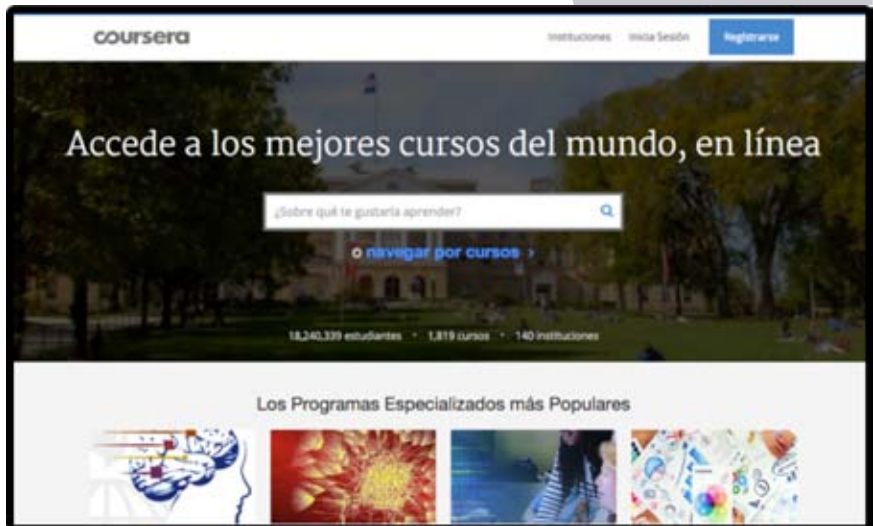 coursera
Instituciones Inicia Sesión Registrarse
Accede a los mejores cursos del mundo, en línea
¿Sobre qué te gustaría aprender?
o navegar por cursos ›
18,240,339 estudiantes • 1,819 cursos • 140 instituciones
Los Programas Especializados más Populares